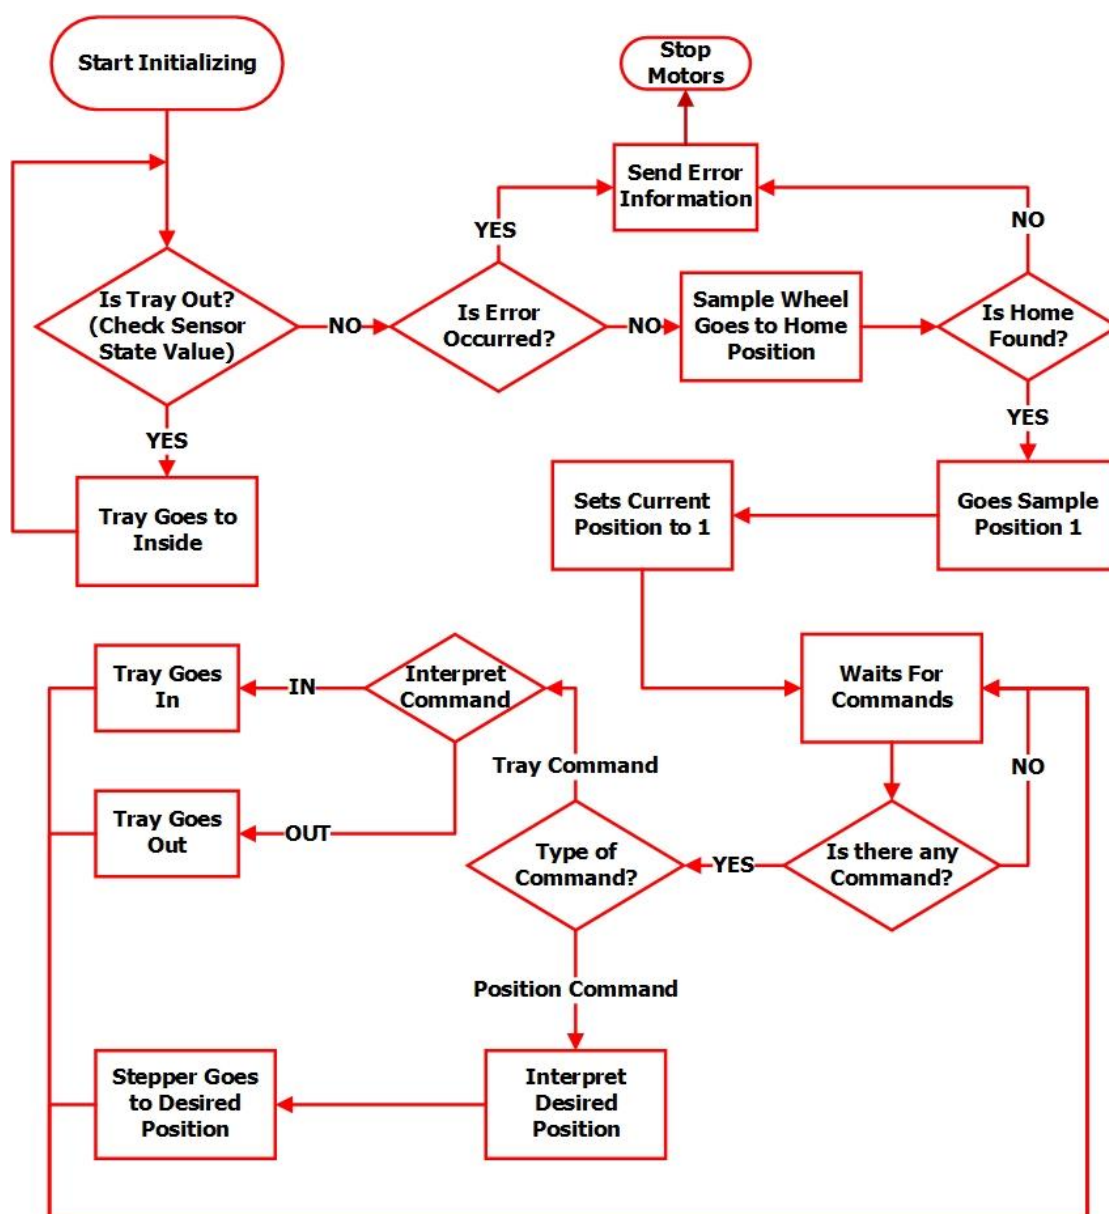 Start Initializing
Stop
Motors
Send Error
Information
YES
NO
Is Tray Out?
(Check Sensor
State Value)
NO
Is Error
Occurred?
NO
Sample Wheel
Goes to Home
Position
Is Home
Found?
YES
YES
Tray Goes to
Inside
Sets Current
Position to 1
Goes Sample
Position 1
Tray Goes
In
IN
Interpret
Command
Waits For
Commands
Tray Command
NO
Tray Goes
Out
OUT
Type of
Command?
YES
Is there any
Command?
Position Command
Stepper Goes
to Desired
Position
Interpret
Desired
Position